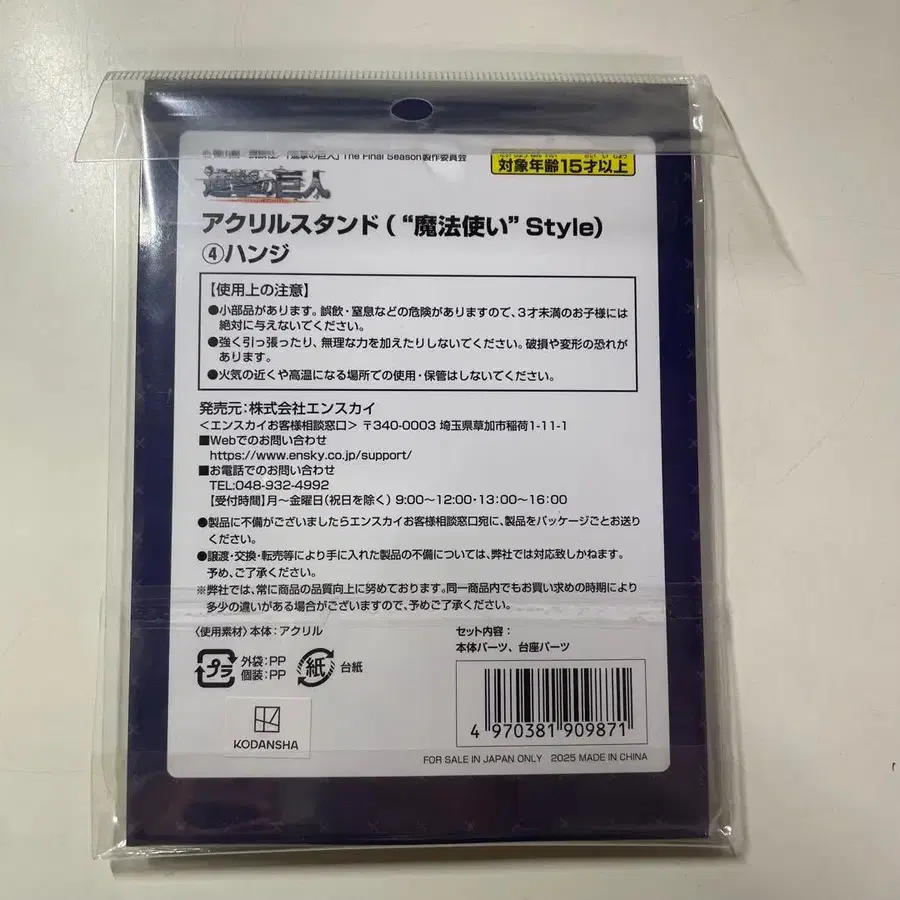 「進撃の巨人」The Final Season製作委員会
対象年齢15才以上
進撃の巨人
アクリルスタンド(“魔法使い”Style)
④ハンジ
【使用上の注意】
●小部品があります。誤飲・窒息などの危険がありますので、3才未満のお子様には
絶対に与えないでください。
●強く引っ張ったり、無理な力を加えたりしないでください。破損や変形の恐れが
あります。
●火気の近くや高温になる場所での使用・保管はしないでください。
発売元:株式会社エンスカイ
<エンスカイお客様相談窓口> 〒340-0003 埼玉県草加市稲荷1-11-1
■Webでのお問い合わせ
https://www.ensky.co.jp/support/
■お電話でのお問い合わせ
TEL:048-932-4992
【受付時間】月〜金曜日(祝日を除く) 9:00〜12:00・13:00〜16:00
●製品に不備がございましたらエンスカイお客様相談窓口宛に、製品をパッケージごとお送り
ください。
●譲渡・交換・転売等により手に入れた製品の不備については、弊社では対応致しかねます。
予め、ご了承ください。
※弊社では、常に商品の品質向上に努めております。同一商品内でもお買い求めの時期により
多少の違いがある場合がございますので、予めご了承ください。
〈使用素材〉本体:アクリル
プラ
外袋:PP
個装:PP
紙
台紙
セット内容:
本体パーツ、台座パーツ
4 970381 909871
KODANSHA
FOR SALE IN JAPAN ONLY 2025 MADE IN CHINA